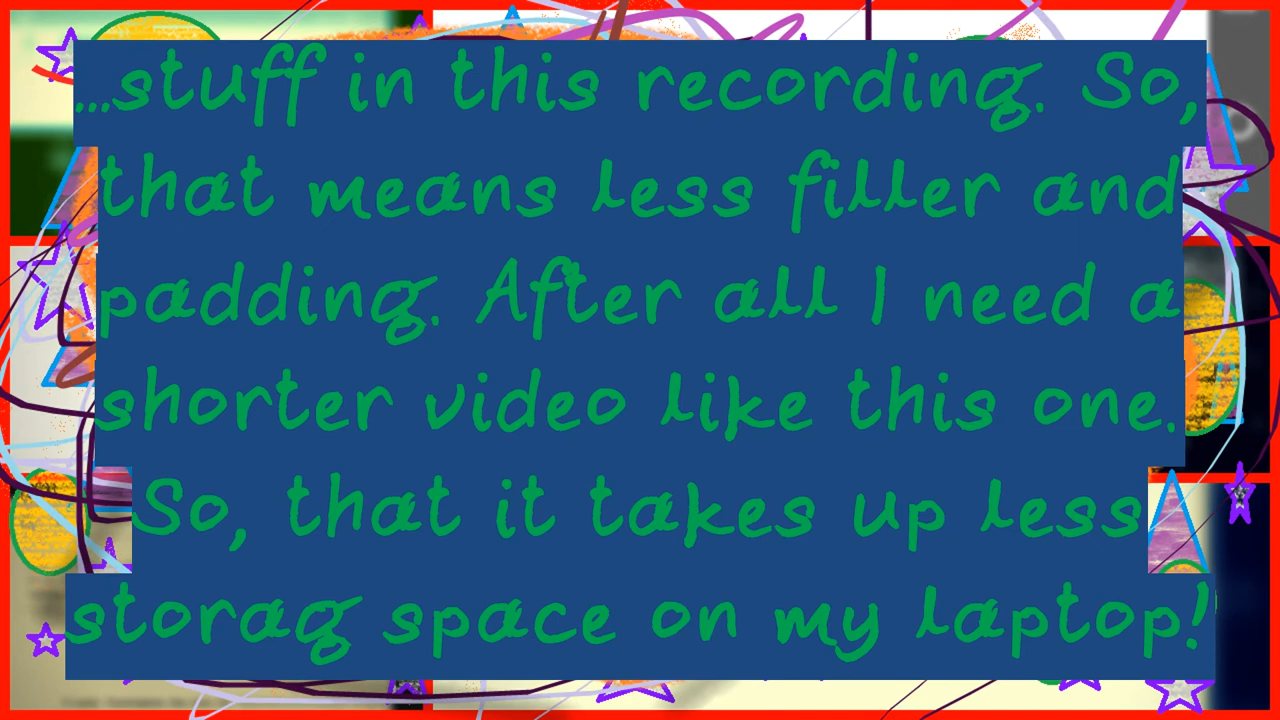 ...stuff in this recording. So,
that means less filler and
padding. After all I need a
shorter video like this one.
So, that it takes up less
storag space on my laptop!